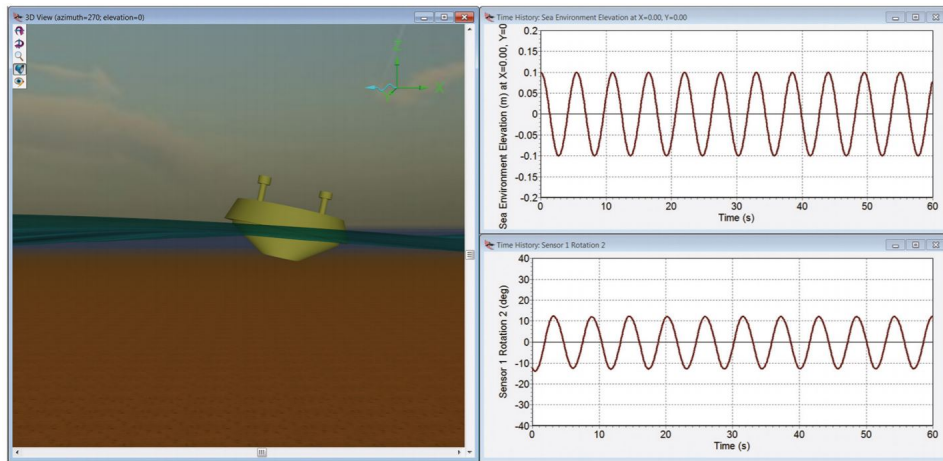 3D View (azimuth=270; elevation=0)
Z
X
Time History: Sea Environment Elevation at X=0.00, Y=0.00
Sea Environment Elevation (m) at X=0.00, Y=0
0.2
0.15
0.1
0.05
0
-0.05
-0.1
-0.15
-0.2
0 10 20 30 40 50 60
Time (s)
Time History: Sensor 1 Rotation 2
Sensor 1 Rotation 2 (deg)
40
30
20
10
0
-10
-20
-30
-40
0 10 20 30 40 50 60
Time (s)